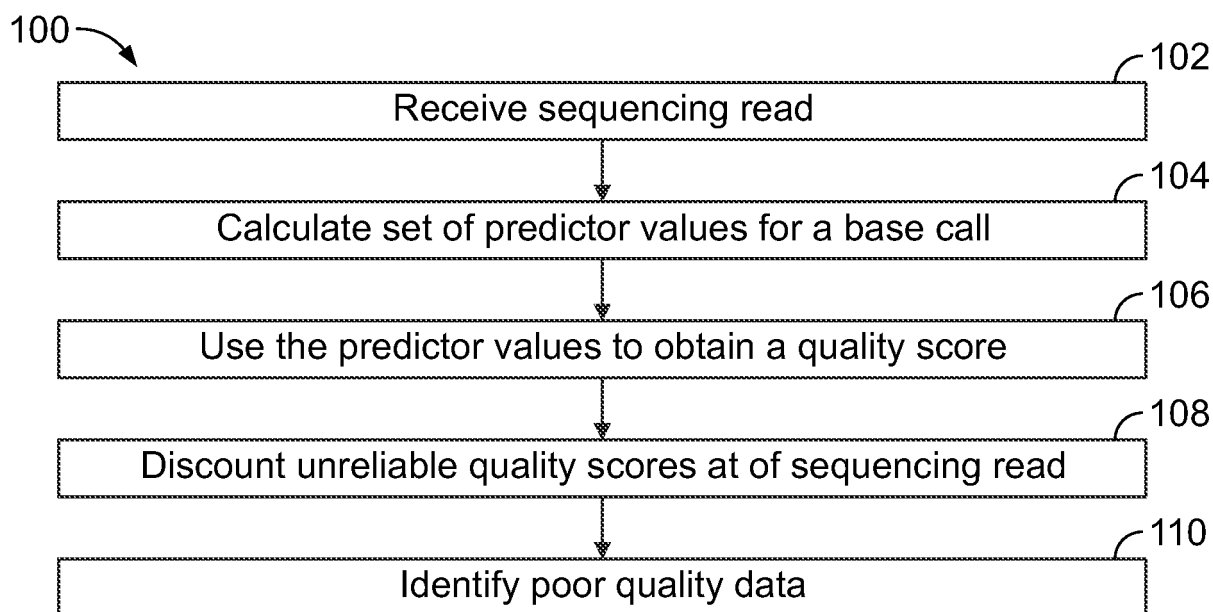 100
102
Receive sequencing read
104
Calculate set of predictor values for a base call
106
Use the predictor values to obtain a quality score
108
Discount unreliable quality scores at of sequencing read
110
Identify poor quality data